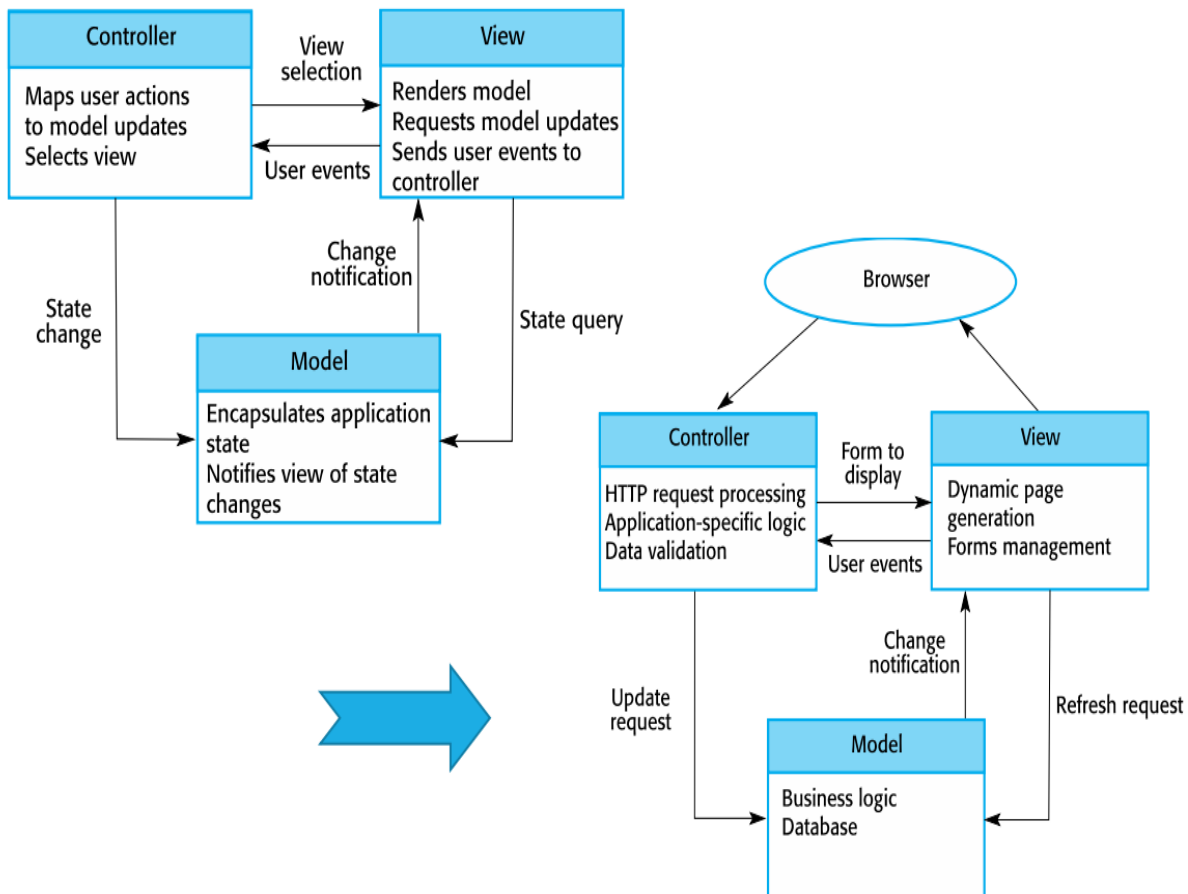 Controller
Maps user actions
to model updates
Selects view
View
selection
User events
View
Renders model
Requests model updates
Sends user events to
controller
State
change
Change
notification
State query
Model
Encapsulates application
state
Notifies view of state
changes
Browser
Controller
HTTP request processing
Application-specific logic
Data validation
Form to
display
User events
View
Dynamic page
generation
Forms management
Update
request
Change
notification
Refresh request
Model
Business logic
Database